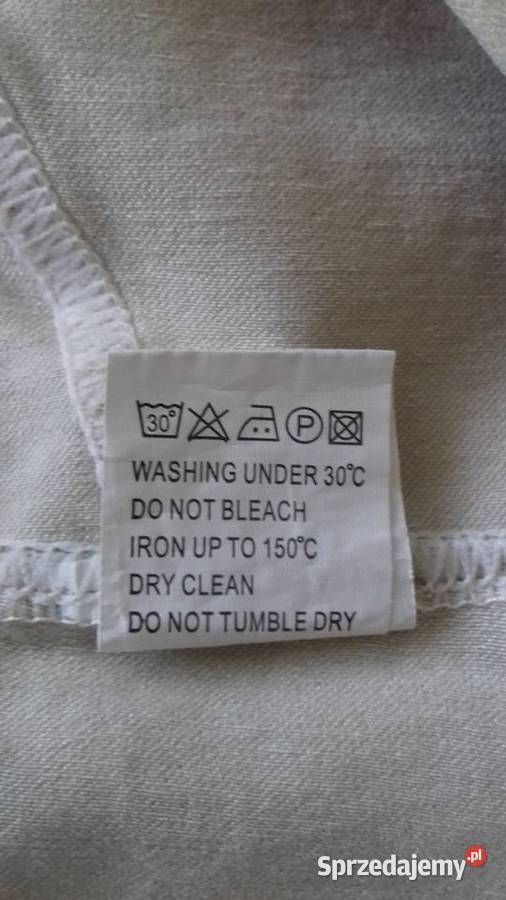 30° P
WASHING UNDER 30°C
DO NOT BLEACH
IRON UP TO 150°C
DRY CLEAN
DO NOT TUMBLE DRY
Sprzedajemy.pl